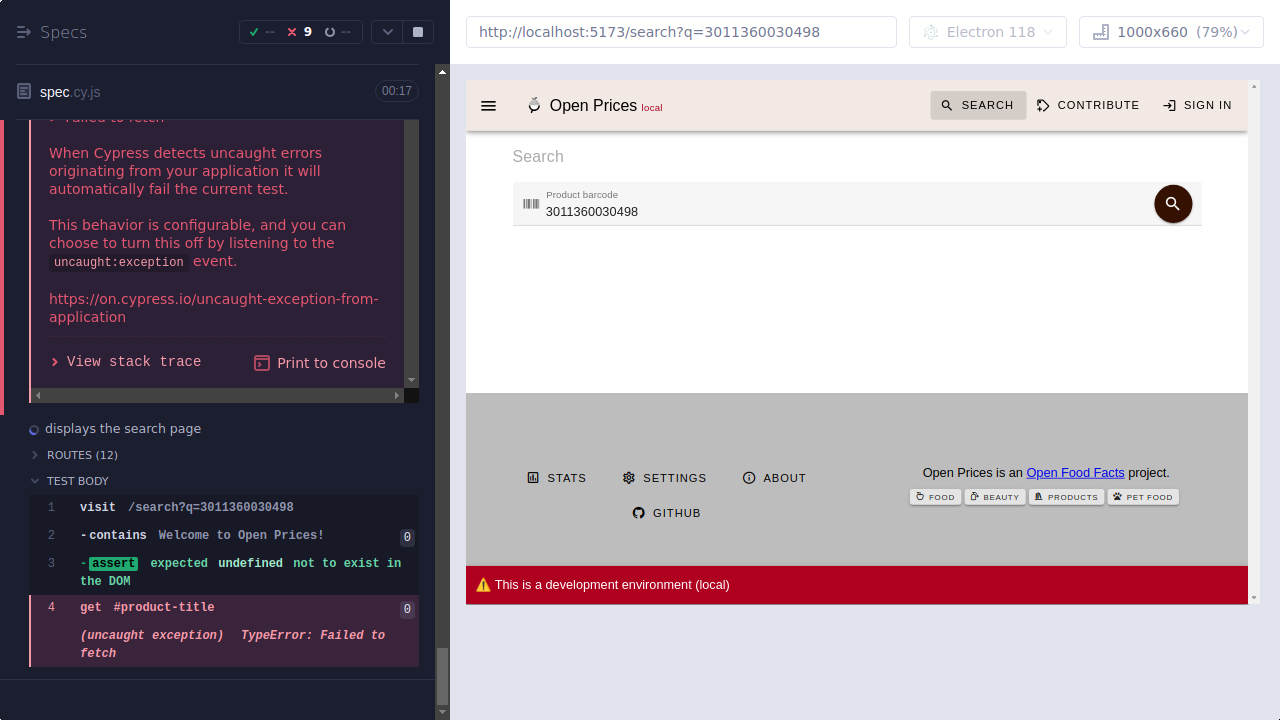 Specs
-- 9 --
spec.cy.js
00:17
Failed to fetch
When Cypress detects uncaught errors
originating from your application it will
automatically fail the current test.
This behavior is configurable, and you can
choose to turn this off by listening to the
uncaught:exception event.
https://on.cypress.io/uncaught-exception-from-
application
View stack trace
Print to console
displays the search page
ROUTES (12)
TEST BODY
1 visit /search?q=3011360030498
2 -contains Welcome to Open Prices! 0
3 -assert expected undefined not to exist in
the DOM
4 get #product-title 0
(uncaught exception) TypeError: Failed to
fetch
http://localhost:5173/search?q=3011360030498
Electron 118
1000x660 (79%)
Open Prices local
SEARCH
CONTRIBUTE
SIGN IN
Search
Product barcode
3011360030498
STATS
SETTINGS
ABOUT
GITHUB
Open Prices is an Open Food Facts project.
FOOD
BEAUTY
PRODUCTS
PET FOOD
⚠️ This is a development environment (local)